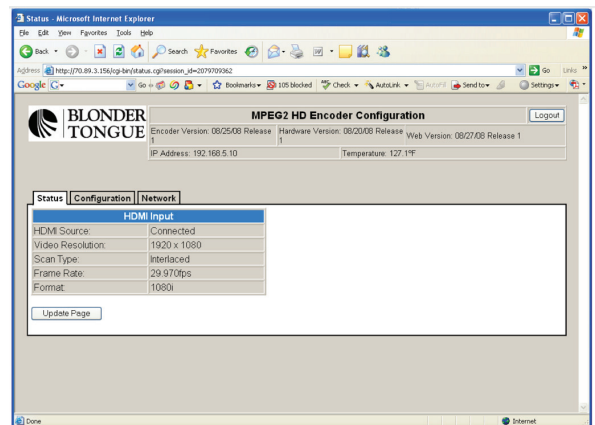 Status - Microsoft Internet Explorer
File Edit View Favorites Tools Help
Back Search Favorites
Address http://70.89.3.156/cgi-bin/status.cgi?session_id=2079709362 Go Links »
Google G Go Bookmarks 105 blocked Check AutoLink AutoFill Send to Settings
BLONDER TONGUE
MPEG2 HD Encoder Configuration
Logout
Encoder Version: 08/25/08 Release 1
Hardware Version: 08/20/08 Release 1
Web Version: 08/27/08 Release 1
IP Address: 192.168.5.10
Temperature: 127.1°F
Status Configuration Network
HDMI Input
HDMI Source: Connected
Video Resolution: 1920 x 1080
Scan Type: Interlaced
Frame Rate: 29.970fps
Format: 1080i
Update Page
Done Internet